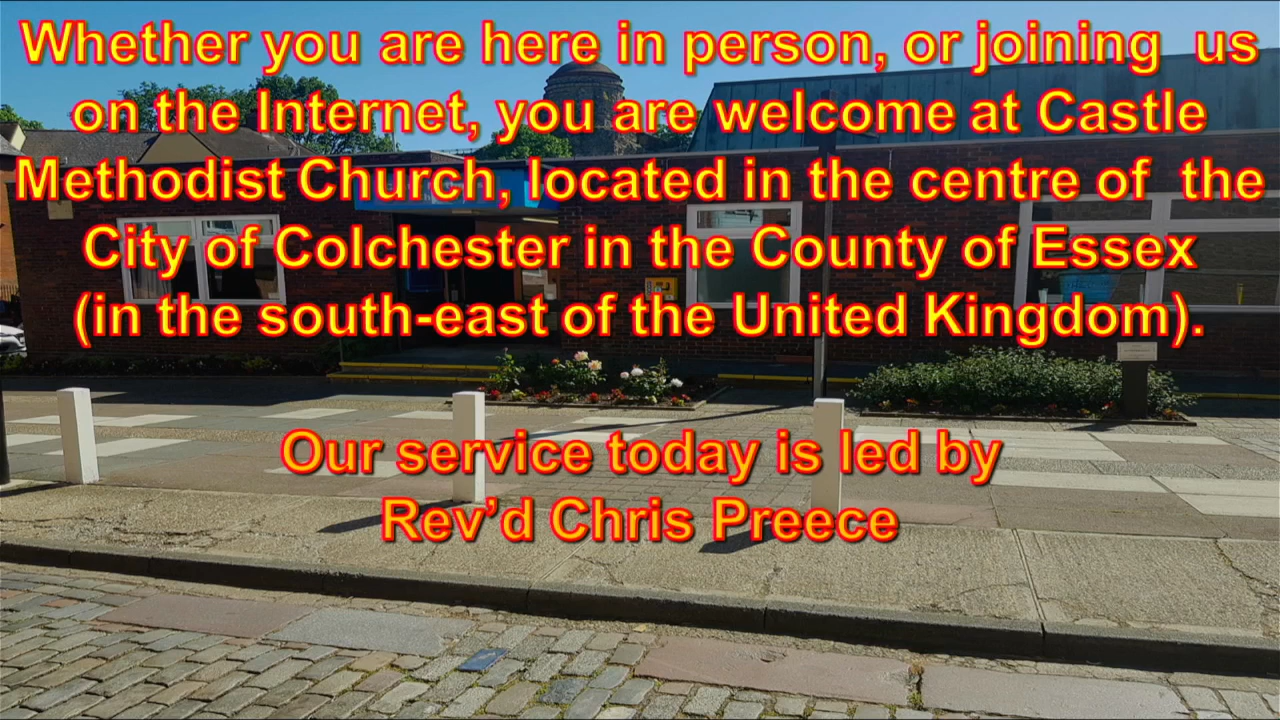 Whether you are here in person, or joining  us
on the Internet, you are welcome at Castle
Methodist Church, located in the centre of  the
City of Colchester in the County of Essex
(in the south-east of the United Kingdom).
Our service today is led by
Rev’d Chris Preece